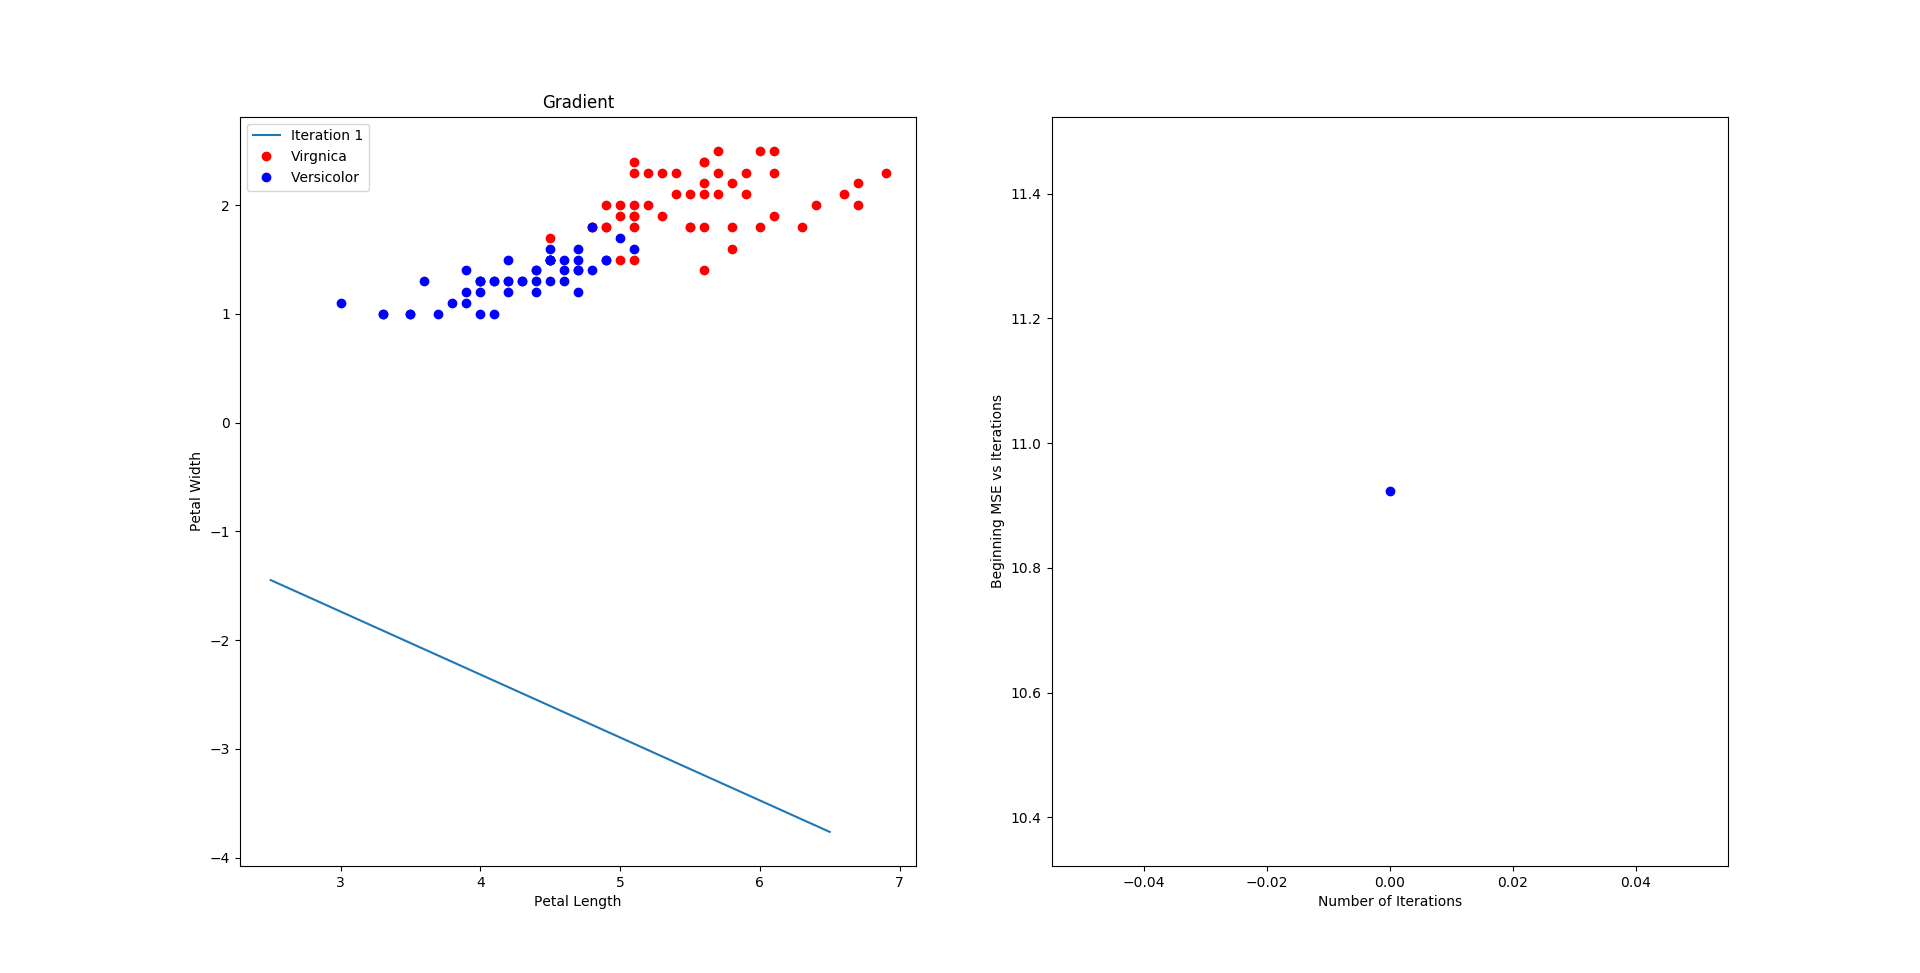 Gradient
Iteration 1
Virgnica
Versicolor
2
1
0
−1
−2
−3
−4
Petal Width
3 4 5 6 7
Petal Length
11.4
11.2
11.0
10.8
10.6
10.4
Beginning MSE vs Iterations
−0.04 −0.02 0.00 0.02 0.04
Number of Iterations